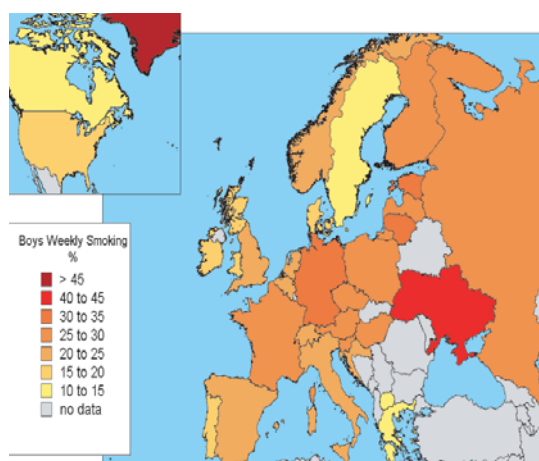 Boys Weekly Smoking
%
> 45
40 to 45
30 to 35
25 to 30
20 to 25
15 to 20
10 to 15
no data